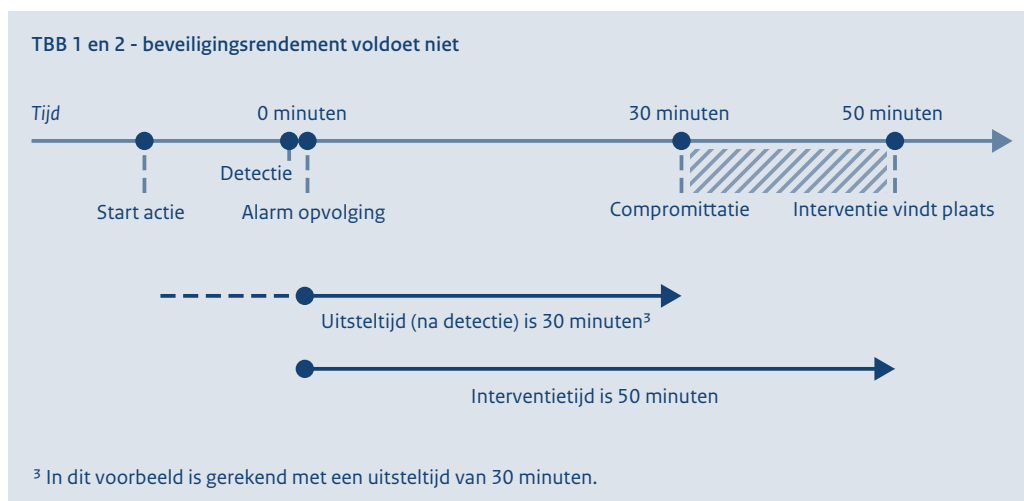 TBB 1 en 2 - beveiligingsrendement voldoet niet
Tijd
0 minuten
30 minuten
50 minuten
Detectie
Start actie
Alarm opvolging
Compromittatie
Interventie vindt plaats
Uitsteltijd (na detectie) is 30 minuten³
Interventietijd is 50 minuten
³ In dit voorbeeld is gerekend met een uitsteltijd van 30 minuten.